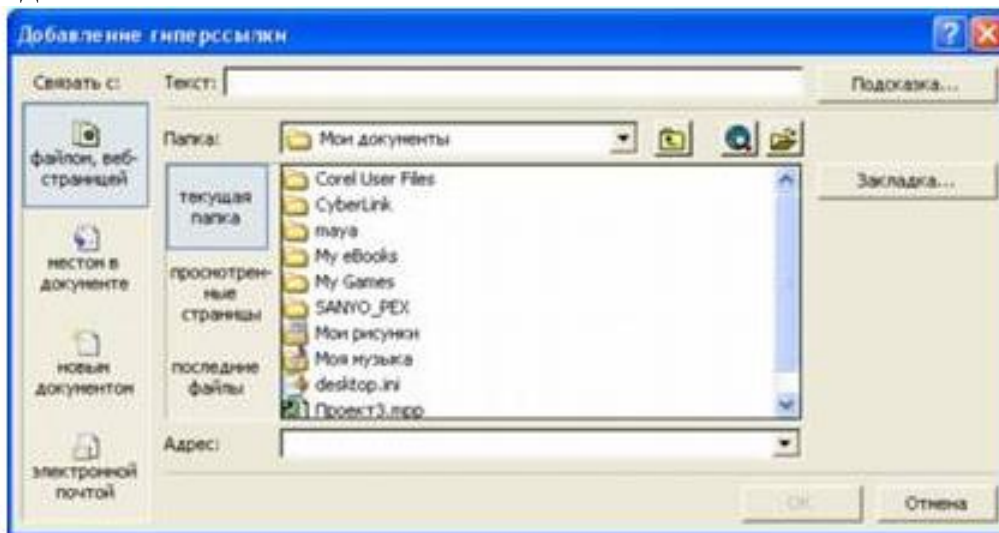 Добавление гиперссылки
Связать с:
Текст:
Подсказка...
файлом, веб-
страницей
Папка:
Мои документы
Закладка...
текущая
папка
Corel User Files
CyberLink
maya
My eBooks
My Games
SANYO_PEX
Мои рисунки
Моя музыка
desktop.ini
Проект3.mpp
местом в
документе
просмотрен-
ные
страницы
новым
документом
последние
файлы
Адрес:
электронной
почтой
ОК
Отмена